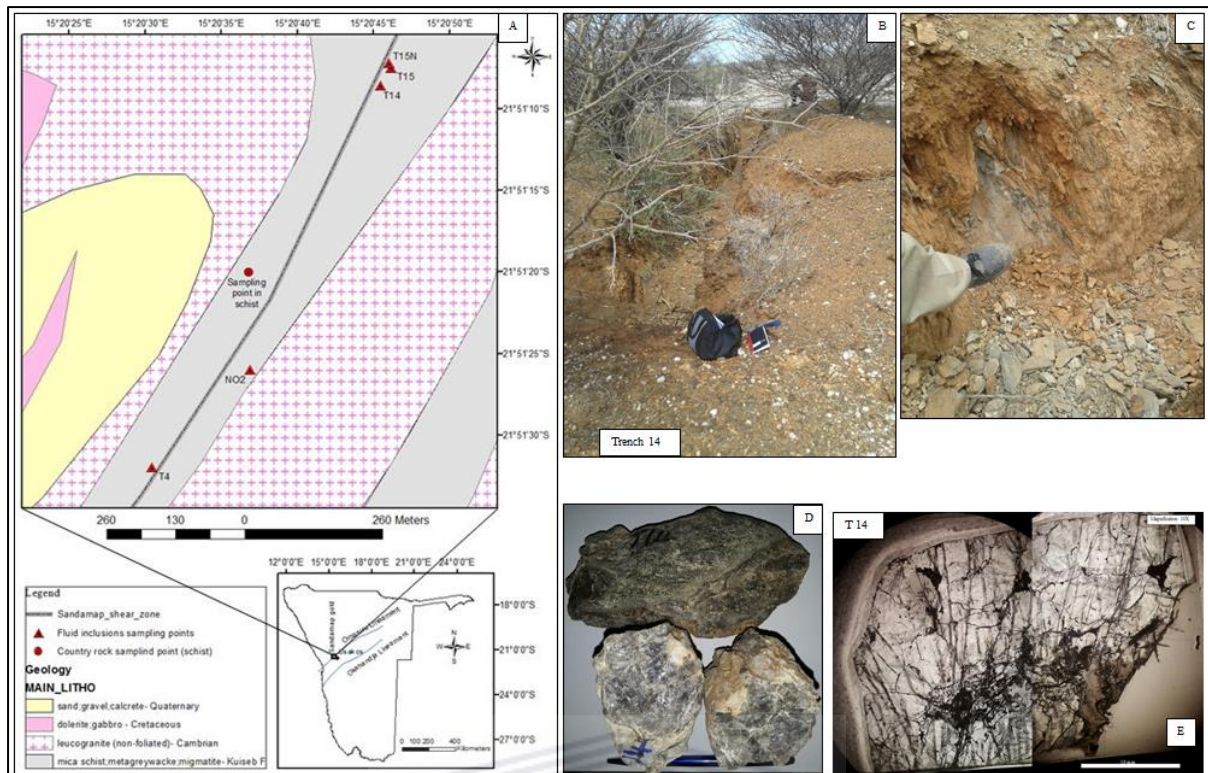 15°20'30"E 15°20'35"E 15°20'40"E 15°20'45"E 15°20'50"E
A
T15N
T15
T14
21°51'10"S
21°51'15"S
21°51'20"S
Sampling
point in
schist
21°51'25"S
NO2
21°51'30"S
T4
260 130 0 260 Meters
Legend
Sandamap_shear_zone
Fluid inclusions sampling points
Country rock samplind point (schist)
Geology
MAIN_LITHO
sand;gravel;calcrete- Quaternary
dolerite;gabbro - Cretaceous
leucogranite (non-foliated)- Cambrian
mica schist;metagreywacke;migmatite- Kuiseb F
12°0'0"E 15°0'0"E 18°0'0"E 21°0'0"E 24°0'0"E
18°0'0"S
21°0'0"S
24°0'0"S
27°0'0"S
Sandamap gold
Okahandja Lineament
N
W E
S
0 100 200 400
Kilometers
B
Trench 14
C
D
T 14
E